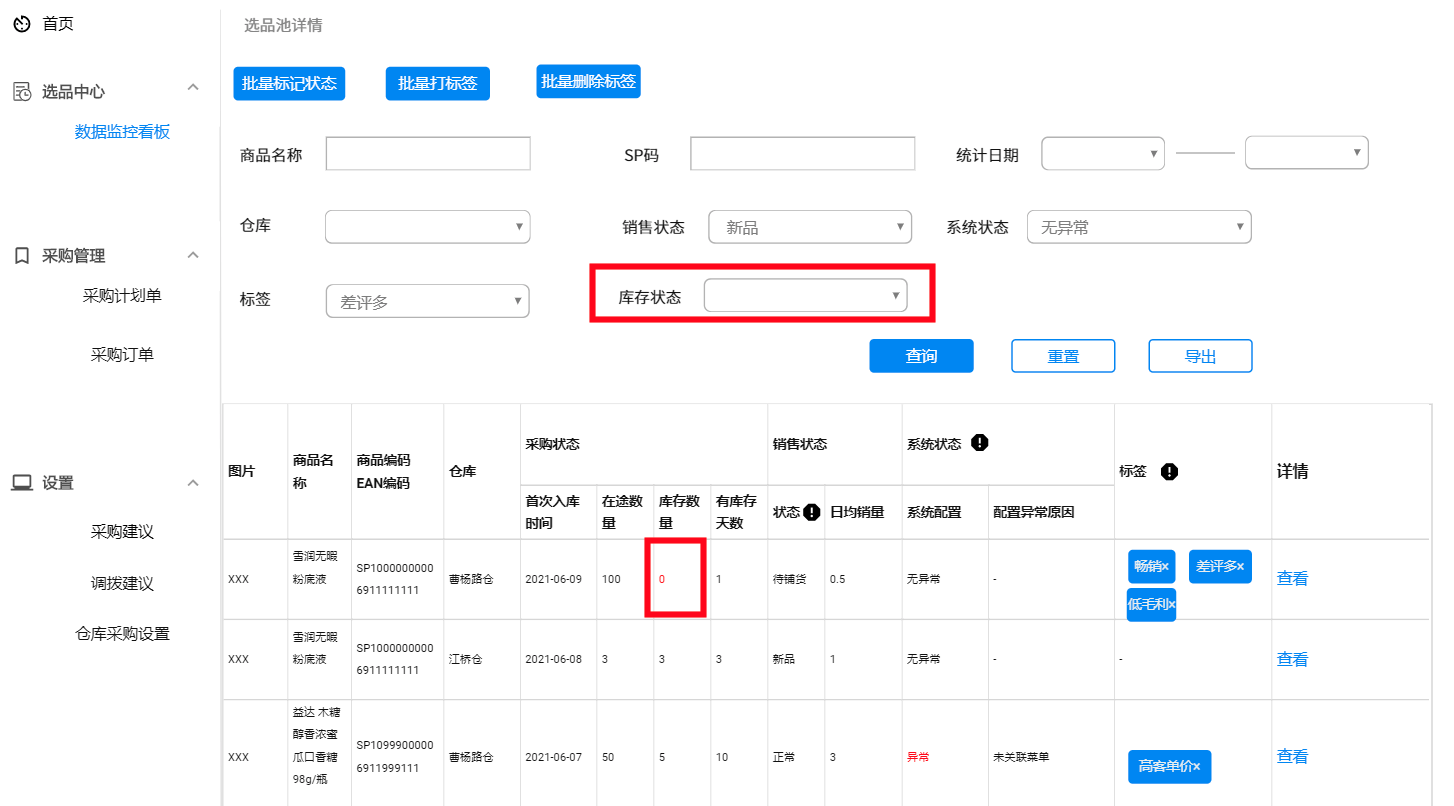 首页
选品中心
数据监控看板
采购管理
采购计划单
采购订单
设置
采购建议
调拨建议
仓库采购设置
选品池详情
批量标记状态 批量打标签 批量删除标签
商品名称 SP码 统计日期
仓库 销售状态 新品 系统状态 无异常
标签 差评多 库存状态
查询 重置 导出
图片 商品名称 商品编码 EAN编码 仓库 采购状态 销售状态 系统状态 标签 详情
首次入库时间 在途数量 库存数量 有库存天数 状态 日均销量 系统配置 配置异常原因
XXX 雪润无暇粉底液 SP1000000000 6911111111 曹杨路仓 2021-06-09 100 0 1 待铺货 0.5 无异常 - 畅销x 差评多x 低毛利x 查看
XXX 雪润无暇粉底液 SP1000000000 6911111111 江桥仓 2021-06-08 3 3 3 新品 1 无异常 - - 查看
XXX 益达 木糖醇香浓蜜瓜口香糖98g/瓶 SP1099900000 6911999111 曹杨路仓 2021-06-07 50 5 10 正常 3 异常 未关联菜单 高客单价x 查看